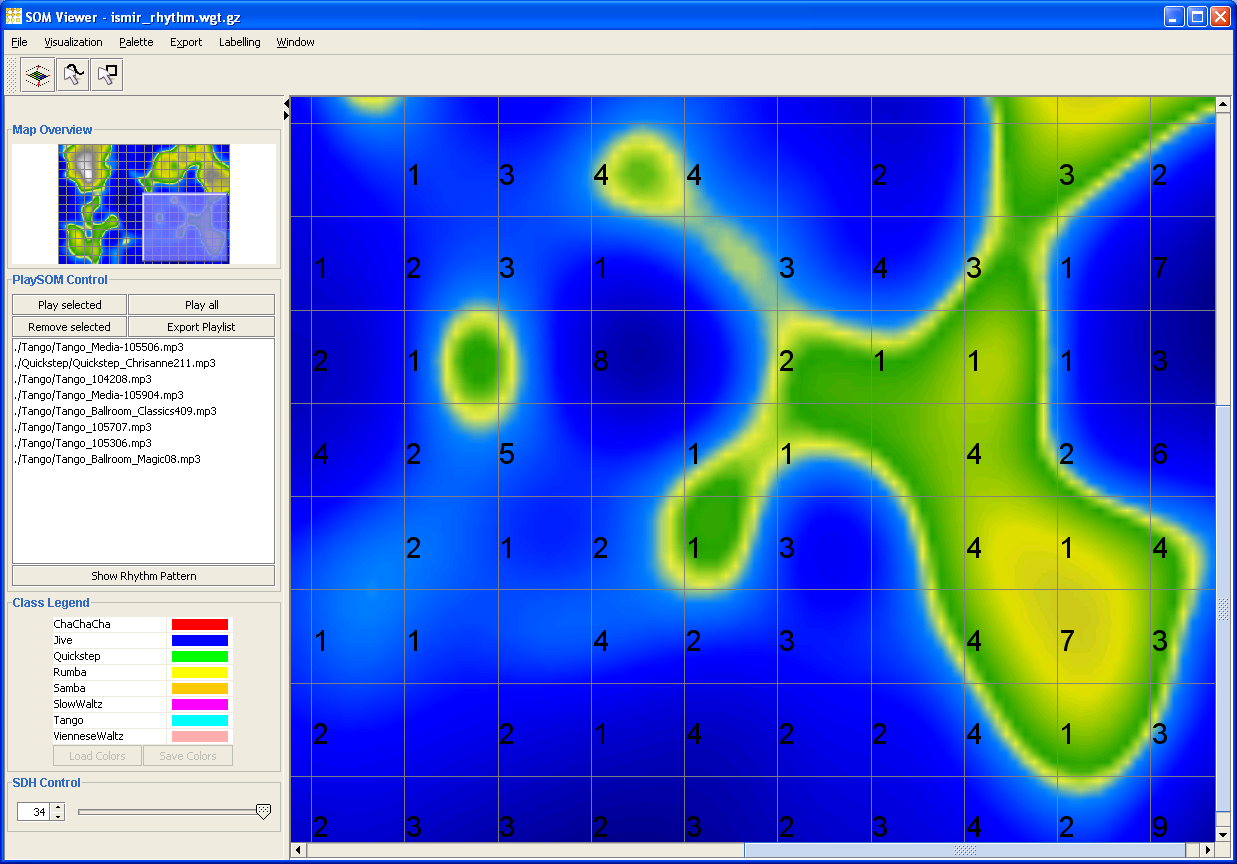 SOM Viewer - ismir_rhythm.wgt.gz
File Visualization Palette Export Labelling Window
Map Overview
PlaySOM Control
Play selected Play all
Remove selected Export Playlist
./Tango/Tango_Media-105506.mp3
./Quickstep/Quickstep_Chrisanne211.mp3
./Tango/Tango_104208.mp3
./Tango/Tango_Media-105904.mp3
./Tango/Tango_Ballroom_Classics409.mp3
./Tango/Tango_105707.mp3
./Tango/Tango_105306.mp3
./Tango/Tango_Ballroom_Magic08.mp3
Show Rhythm Pattern
Class Legend
ChaChaCha
Jive
Quickstep
Rumba
Samba
SlowWaltz
Tango
VienneseWaltz
Load Colors Save Colors
SDH Control
34
1 3 4 4 2 3 2
1 2 3 1 3 4 3 1 7
2 1 8 2 1 1 1 3
4 2 5 1 1 4 2 6
2 1 2 1 3 4 1 4
1 1 4 2 3 4 7 3
2 2 1 4 2 2 4 1 3
2 3 3 2 3 2 3 4 2 9